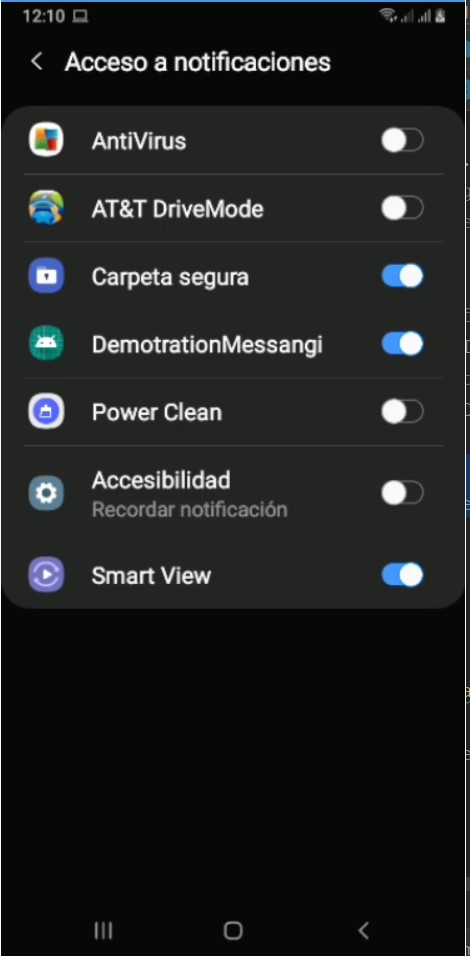 12:10
Acceso a notificaciones
AntiVirus
AT&T DriveMode
Carpeta segura
DemotrationMessangi
Power Clean
Accesibilidad
Recordar notificación
Smart View